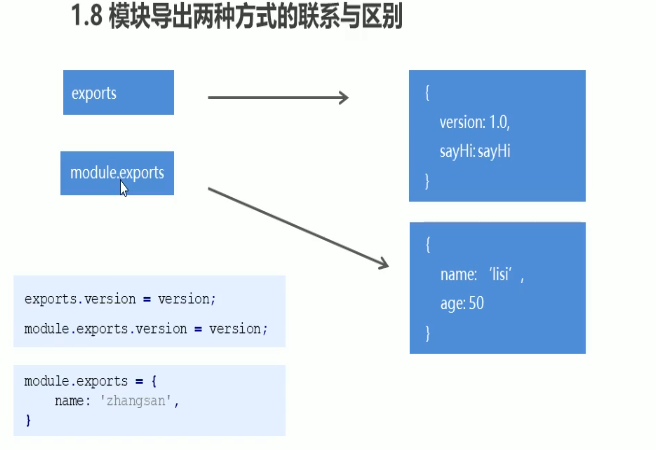 1.8 模块导出两种方式的联系与区别
exports
module.exports
{
version: 1.0,
sayHi: sayHi
}
{
name: ‘lisi’,
age: 50
}
exports.version = version;
module.exports.version = version;
module.exports = {
name: 'zhangsan',
}